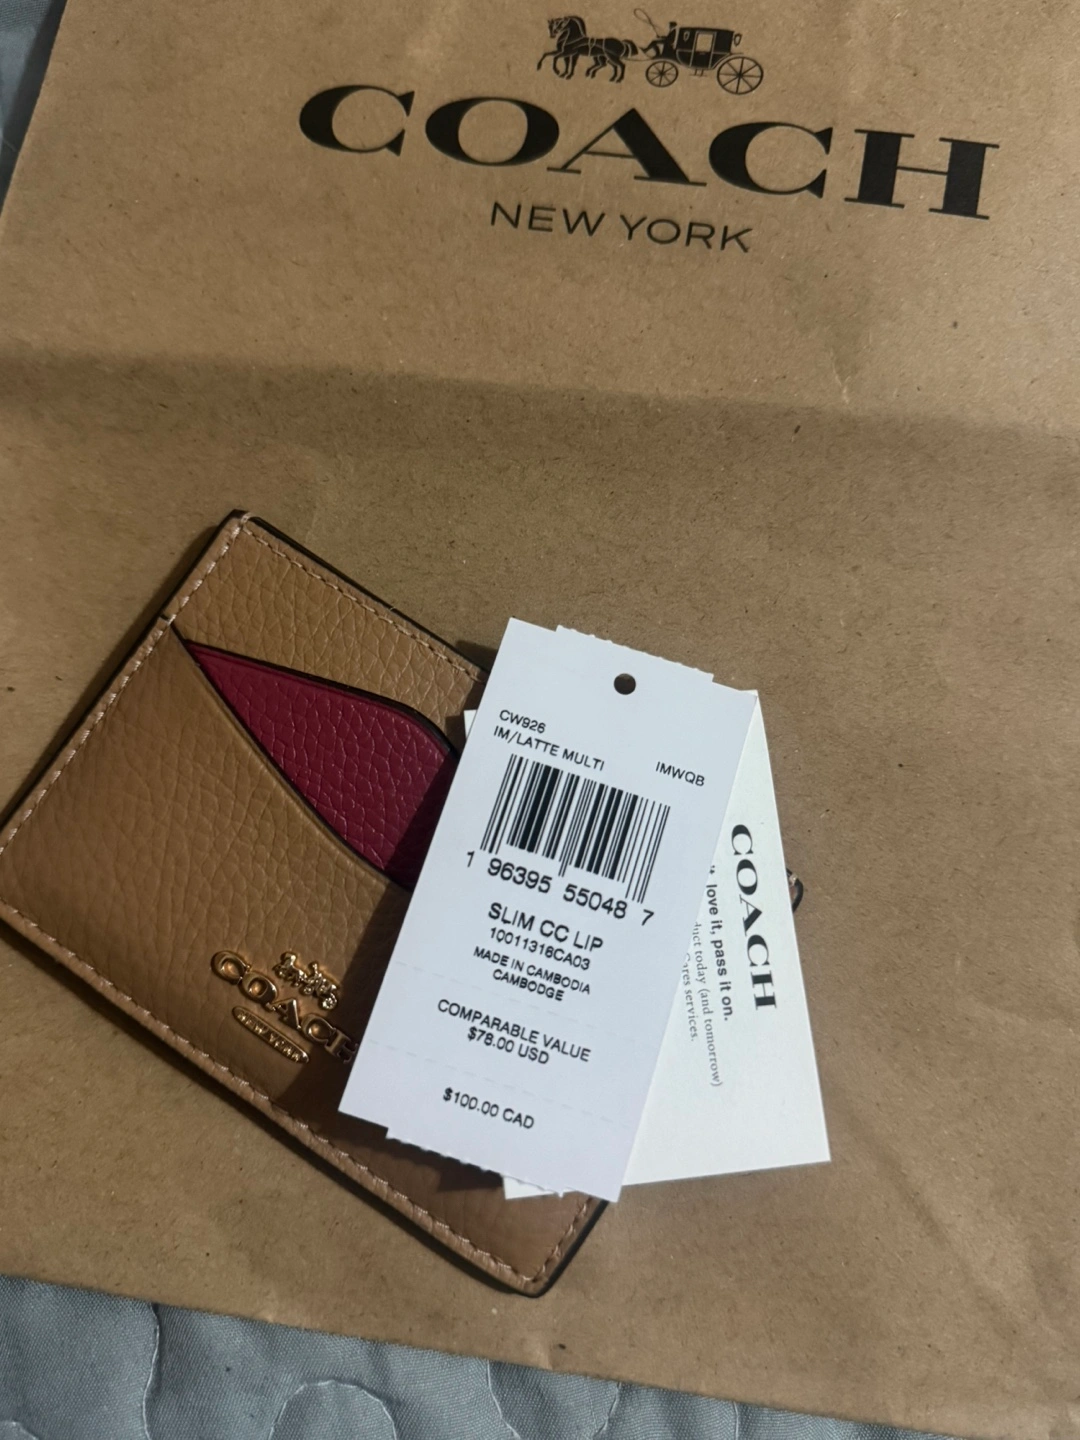 COACH
NEW YORK
CW926
IM/LATTE MULTI IMWQB
1 96395 55048 7
SLIM CC LIP
10011316CA03
MADE IN CAMBODIA
CAMBODGE
COMPARABLE VALUE
$78.00 USD
$100.00 CAD
COACH
love it, pass it on.
today (and tomorrow)
services.
COACH
NEW YORK